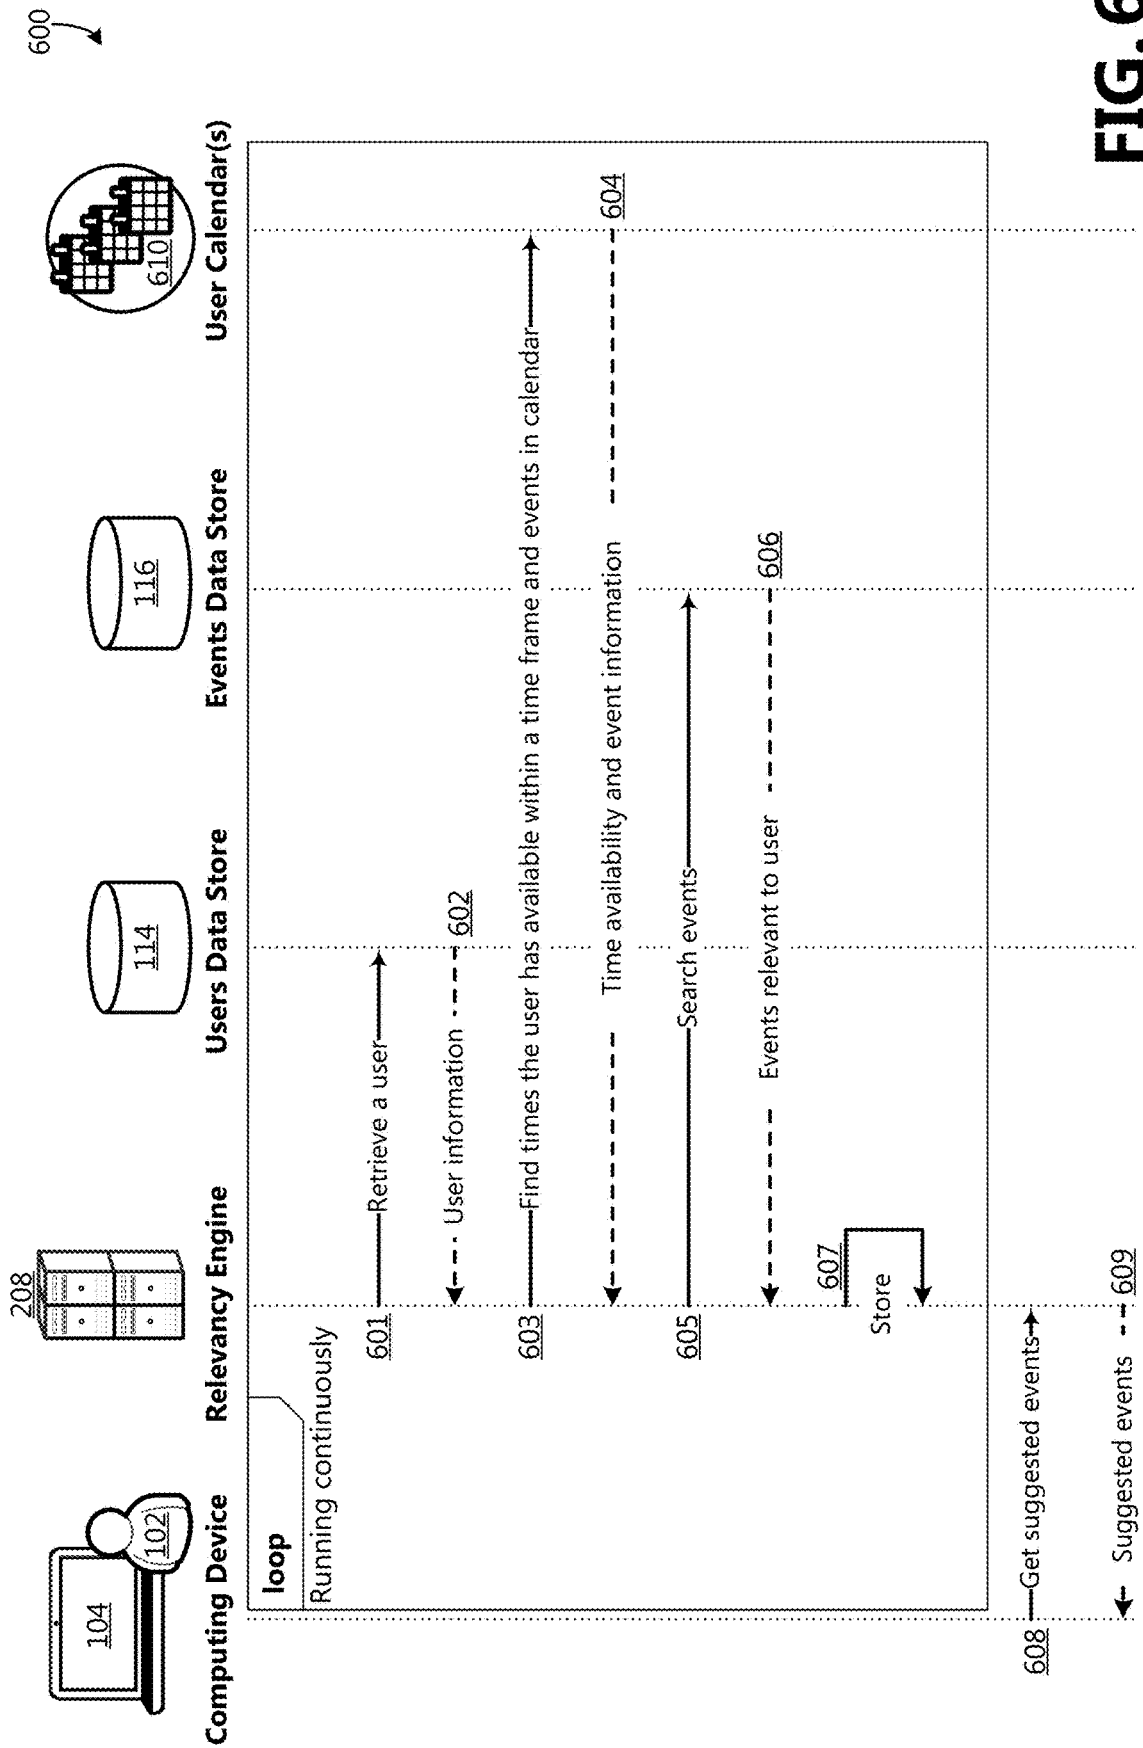 600
104
102
208
114
116
610
Computing Device
Relevancy Engine
Users Data Store
Events Data Store
User Calendar(s)
loop
Running continuously
601
Retrieve a user
User information
602
603
Find times the user has available within a time frame and events in calendar
Time availability and event information
604
605
Search events
Events relevant to user
606
607
Store
608
Get suggested events
Suggested events
609
FIG. 6